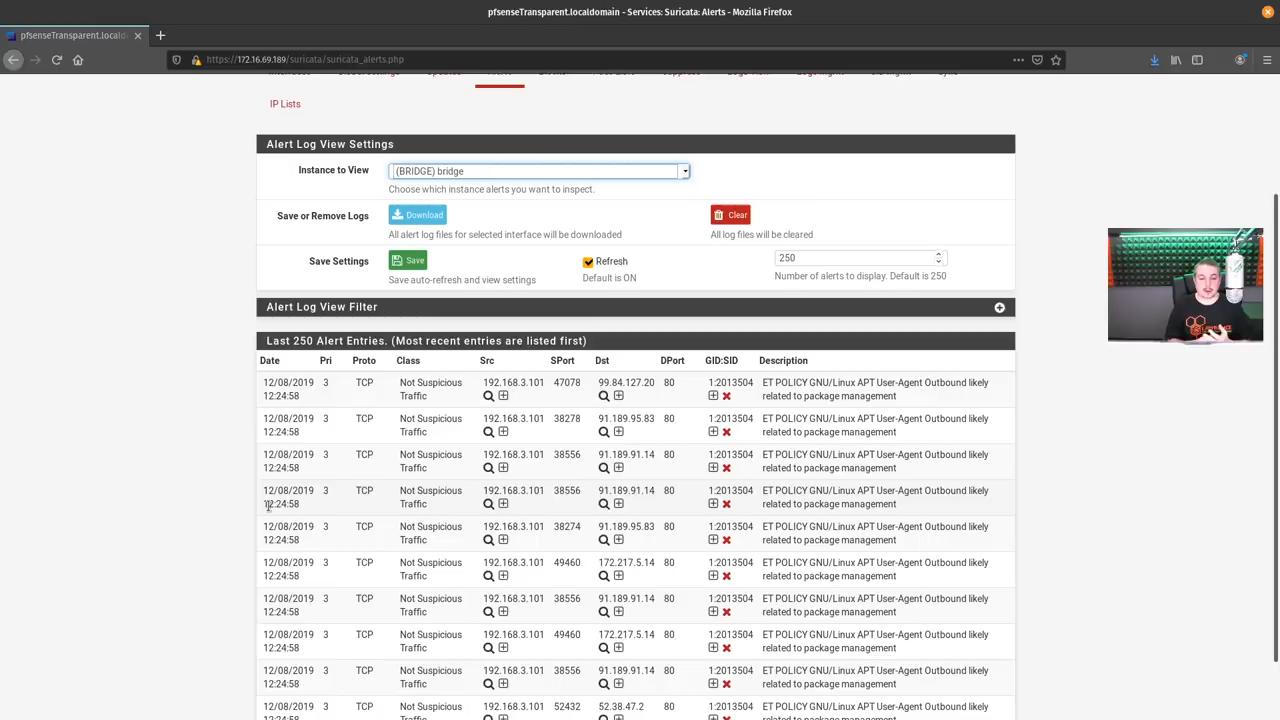 pfsenseTransparent.localdomain - Services: Suricata: Alerts - Mozilla Firefox
pfsenseTransparent.locald
https://172.16.69.189/suricata/suricata_alerts.php
IP Lists
Alert Log View Settings
Instance to View (BRIDGE) bridge
Choose which instance alerts you want to inspect.
Save or Remove Logs Download Clear
All alert log files for selected interface will be downloaded All log files will be cleared
Save Settings Save Refresh 250
Save auto-refresh and view settings Default is ON Number of alerts to display. Default is 250
Alert Log View Filter
Last 250 Alert Entries. (Most recent entries are listed first)
Date Pri Proto Class Src SPort Dst DPort GID:SID Description
12/08/2019 3 TCP Not Suspicious 192.168.3.101 47078 99.84.127.20 80 1:2013504 ET POLICY GNU/Linux APT User-Agent Outbound likely
12:24:58 Traffic related to package management
12/08/2019 3 TCP Not Suspicious 192.168.3.101 38278 91.189.95.83 80 1:2013504 ET POLICY GNU/Linux APT User-Agent Outbound likely
12:24:58 Traffic related to package management
12/08/2019 3 TCP Not Suspicious 192.168.3.101 38556 91.189.91.14 80 1:2013504 ET POLICY GNU/Linux APT User-Agent Outbound likely
12:24:58 Traffic related to package management
12/08/2019 3 TCP Not Suspicious 192.168.3.101 38556 91.189.91.14 80 1:2013504 ET POLICY GNU/Linux APT User-Agent Outbound likely
12:24:58 Traffic related to package management
12/08/2019 3 TCP Not Suspicious 192.168.3.101 38274 91.189.95.83 80 1:2013504 ET POLICY GNU/Linux APT User-Agent Outbound likely
12:24:58 Traffic related to package management
12/08/2019 3 TCP Not Suspicious 192.168.3.101 49460 172.217.5.14 80 1:2013504 ET POLICY GNU/Linux APT User-Agent Outbound likely
12:24:58 Traffic related to package management
12/08/2019 3 TCP Not Suspicious 192.168.3.101 38556 91.189.91.14 80 1:2013504 ET POLICY GNU/Linux APT User-Agent Outbound likely
12:24:58 Traffic related to package management
12/08/2019 3 TCP Not Suspicious 192.168.3.101 49460 172.217.5.14 80 1:2013504 ET POLICY GNU/Linux APT User-Agent Outbound likely
12:24:58 Traffic related to package management
12/08/2019 3 TCP Not Suspicious 192.168.3.101 38556 91.189.91.14 80 1:2013504 ET POLICY GNU/Linux APT User-Agent Outbound likely
12:24:58 Traffic related to package management
12/08/2019 3 TCP Not Suspicious 192.168.3.101 52432 52.38.47.2 80 1:2013504 ET POLICY GNU/Linux APT User-Agent Outbound likely